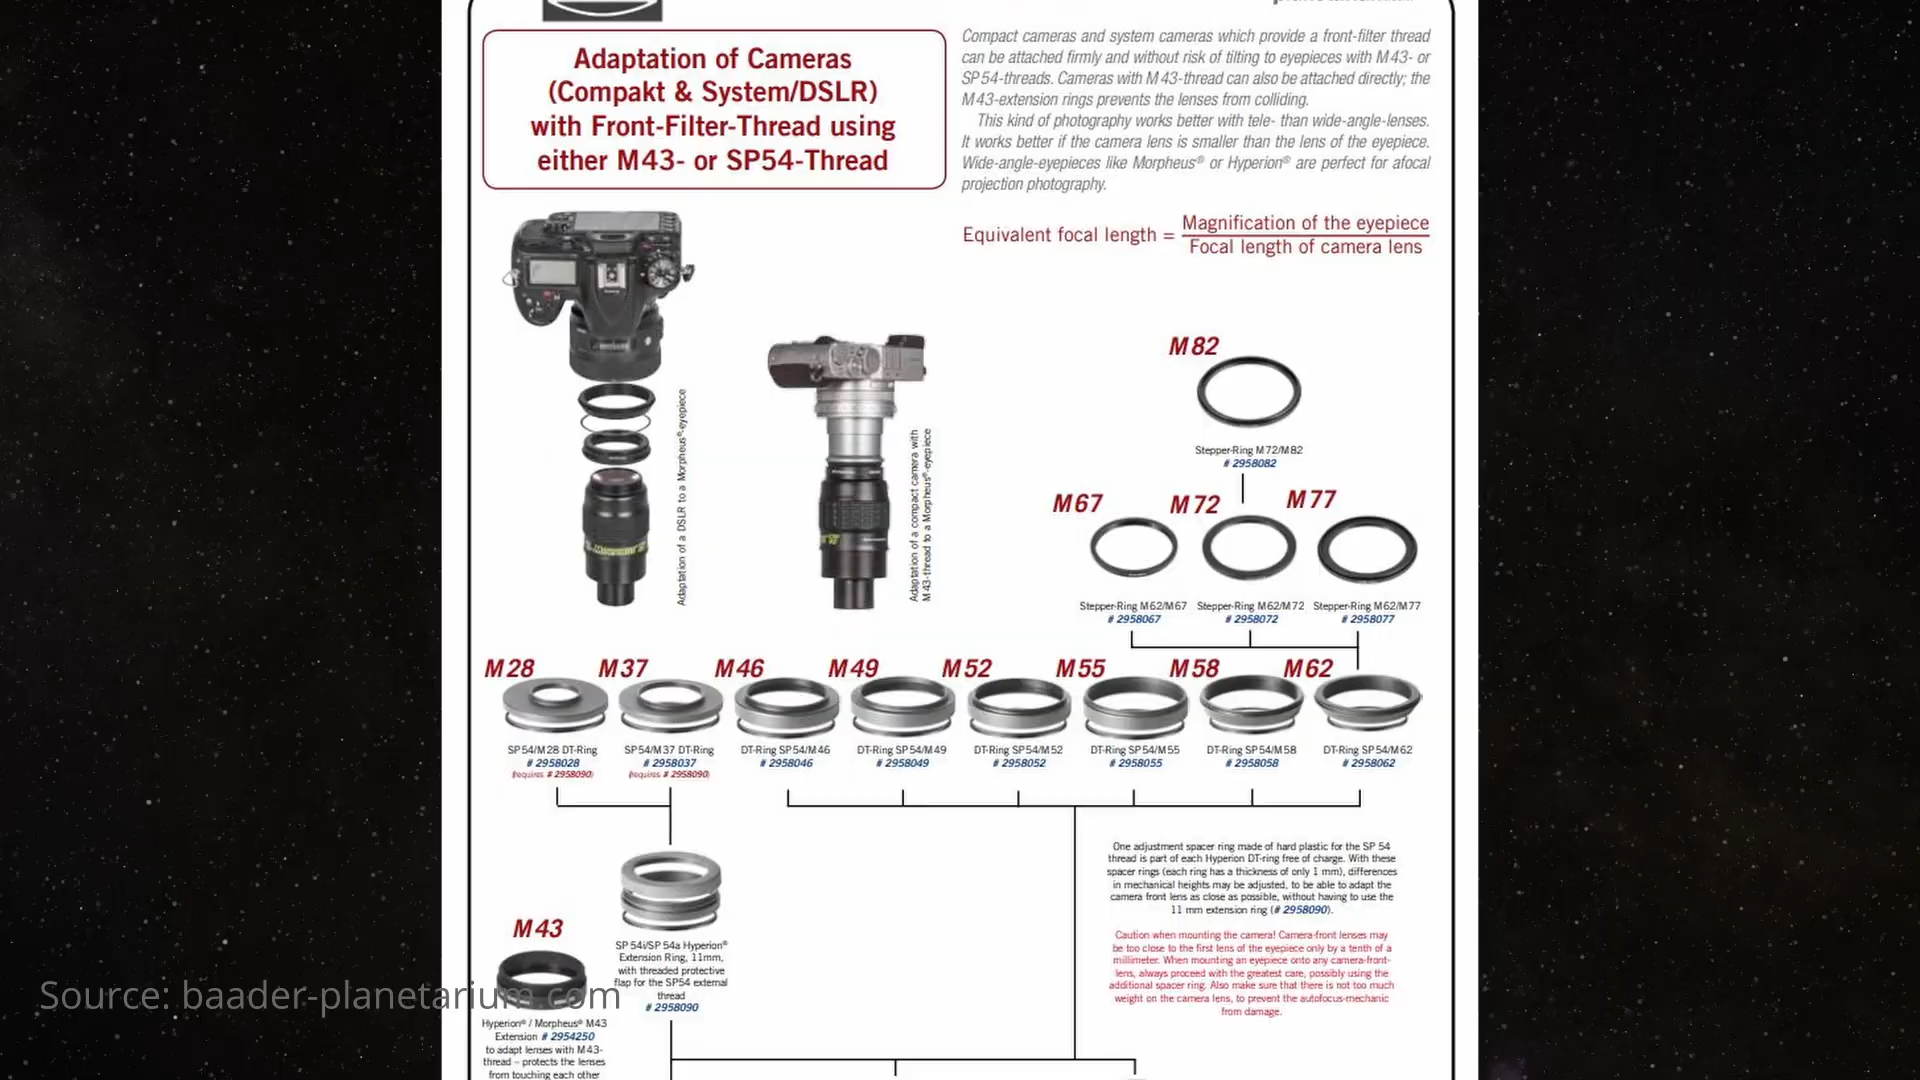 Adaptation of Cameras
(Compakt & System/DSLR)
with Front-Filter-Thread using
either M43- or SP54-Thread
Compact cameras and system cameras which provide a front-filter thread
can be attached firmly and without risk of tilting to eyepieces with M43- or
SP54-threads. Cameras with M43-thread can also be attached directly; the
M43-extension rings prevents the lenses from colliding.
This kind of photography works better with tele- than wide-angle-lenses.
It works better if the camera lens is smaller than the lens of the eyepiece.
Wide-angle-eyepieces like Morpheus® or Hyperion® are perfect for afocal
projection photography.
Equivalent focal length = Magnification of the eyepiece
Focal length of camera lens
Adaptation of a DSLR to a Morpheus®-eyepiece
Adaptation of a compact camera with
M43-thread to a Morpheus®-eyepiece
M82
Stepper-Ring M72/M82
# 2958082
M67 M72 M77
Stepper-Ring M62/M67 Stepper-Ring M62/M72 Stepper-Ring M62/M77
# 2958067 # 2958072 # 2958077
M28 M37 M46 M49 M52 M55 M58 M62
SP54/M28 DT-Ring SP54/M37 DT-Ring DT-Ring SP54/M46 DT-Ring SP54/M49 DT-Ring SP54/M52 DT-Ring SP54/M55 DT-Ring SP54/M58 DT-Ring SP54/M62
# 2958028 # 2958037 # 2958046 # 2958049 # 2958052 # 2958055 # 2958058 # 2958062
(requires # 2958090) (requires # 2958090)
One adjustment spacer ring made of hard plastic for the SP 54
thread is part of each Hyperion DT-ring free of charge. With these
spacer rings (each ring has a thickness of only 1 mm), differences
in mechanical heights may be adjusted, to be able to adapt the
camera front lens as close as possible, without having to use the
11 mm extension ring (# 2958090).
Caution when mounting the camera! Camera-front lenses may
be too close to the first lens of the eyepiece only by a tenth of a
millimeter. When mounting an eyepiece onto any camera-front-
lens, always proceed with the greatest care, possibly using the
additional spacer ring. Also make sure that there is not too much
weight on the camera lens, to prevent the autofocus-mechanic
from damage.
SP 54i/SP 54a Hyperion®
Extension Ring, 11mm,
with threaded protective
flap for the SP54 external
thread
# 2958090
M43
Hyperion® / Morpheus® M43
Extension # 2954250
to adapt lenses with M43-
thread – protects the lenses
from touching each other
Source: baader-planetarium.com